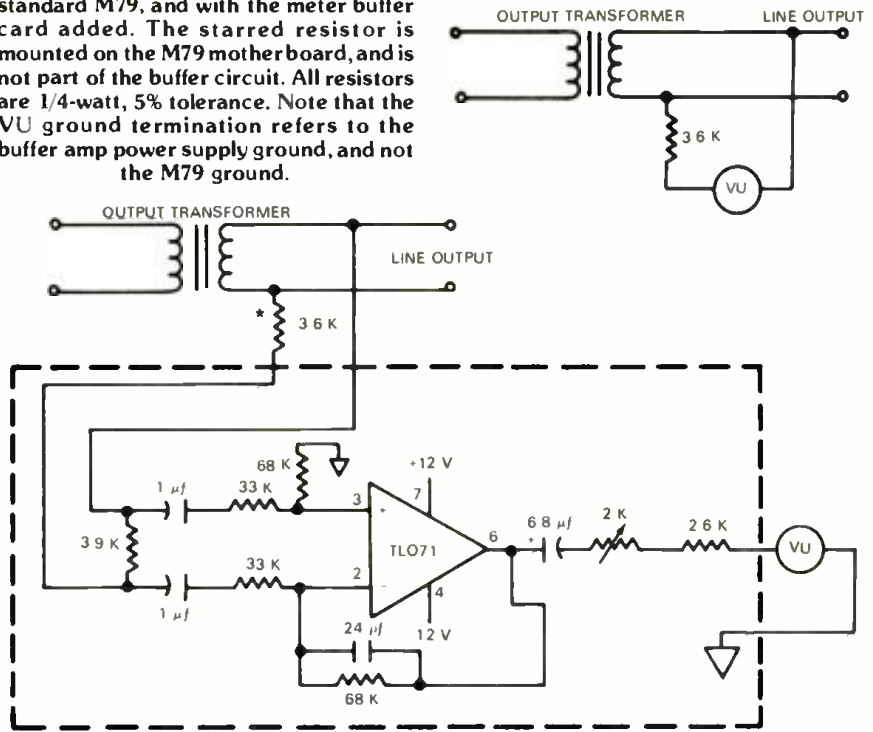 standard M79, and with the meter buffer
card added. The starred resistor is
mounted on the M79 motherboard, and is
not part of the buffer circuit. All resistors
are 1/4-watt, 5% tolerance. Note that the
VU ground termination refers to the
buffer amp power supply ground, and not
the M79 ground.
OUTPUT TRANSFORMER
LINE OUTPUT
3 6 K
VU
OUTPUT TRANSFORMER
LINE OUTPUT
*
3 6 K
68 K
+12 V
1 µf
33 K
3
+
7
3 9 K
TLO71
6
6 8 µf
+
2 K
2 6 K
VU
33 K
2
-
4
1 µf
24 µf
12 V
68 K